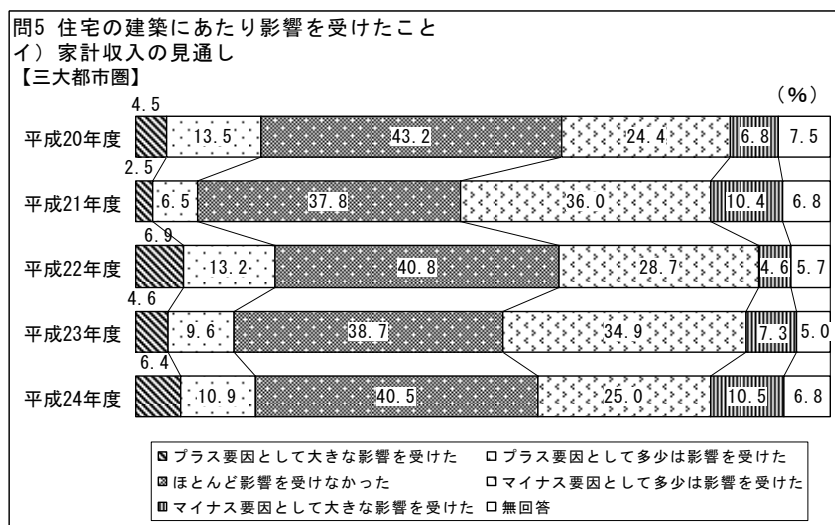 問5 住宅の建築にあたり影響を受けたこと
イ）家計収入の見通し
【三大都市圏】
（％）
4.5
平成20年度 13.5 43.2 24.4 6.8 7.5
2.5
平成21年度 6.5 37.8 36.0 10.4 6.8
6.9
平成22年度 13.2 40.8 28.7 4.6 5.7
4.6
平成23年度 9.6 38.7 34.9 7.3 5.0
6.4
平成24年度 10.9 40.5 25.0 10.5 6.8
プラス要因として大きな影響を受けた プラス要因として多少は影響を受けた
ほとんど影響を受けなかった マイナス要因として多少は影響を受けた
マイナス要因として大きな影響を受けた 無回答